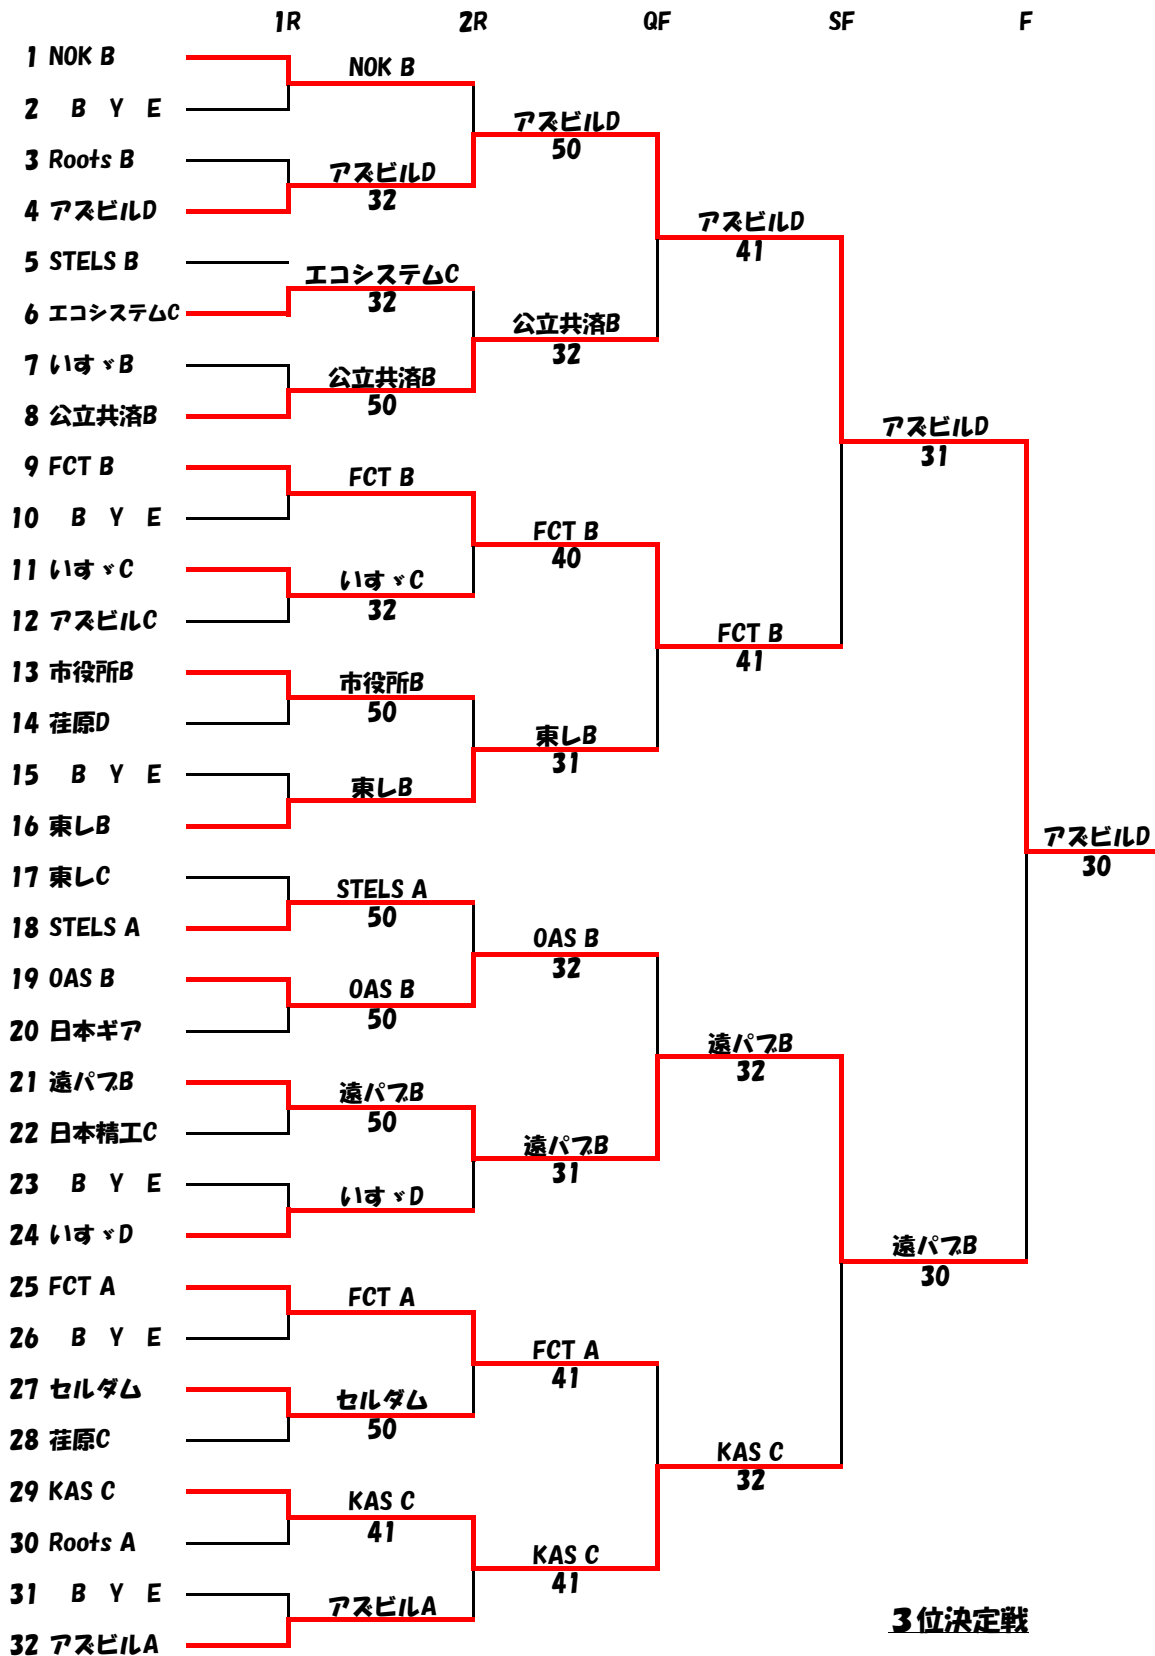 1R 2R QF SF F
1 NOK B
NOK B
2 B Y E
アズビルD
50
3 Roots B
アズビルD
32
4 アズビルD
アズビルD
41
5 STELS B
エコシステムC
32
6 エコシステムC
公立共済B
32
7 いすゞB
公立共済B
50
8 公立共済B
アズビルD
31
9 FCT B
FCT B
10 B Y E
FCT B
40
11 いすゞC
いすゞC
32
12 アズビルC
FCT B
41
13 市役所B
市役所B
50
14 荏原D
東レB
31
15 B Y E
東レB
16 東レB
アズビルD
30
17 東レC
STELS A
50
18 STELS A
OAS B
32
19 OAS B
OAS B
50
20 日本ギア
遠パブB
32
21 遠パブB
遠パブB
50
22 日本精工C
遠パブB
31
23 B Y E
いすゞD
24 いすゞD
遠パブB
30
25 FCT A
FCT A
26 B Y E
FCT A
41
27 セルダム
セルダム
50
28 荏原C
KAS C
32
29 KAS C
KAS C
41
30 Roots A
KAS C
41
31 B Y E
アズビルA
32 アズビルA
3位決定戦